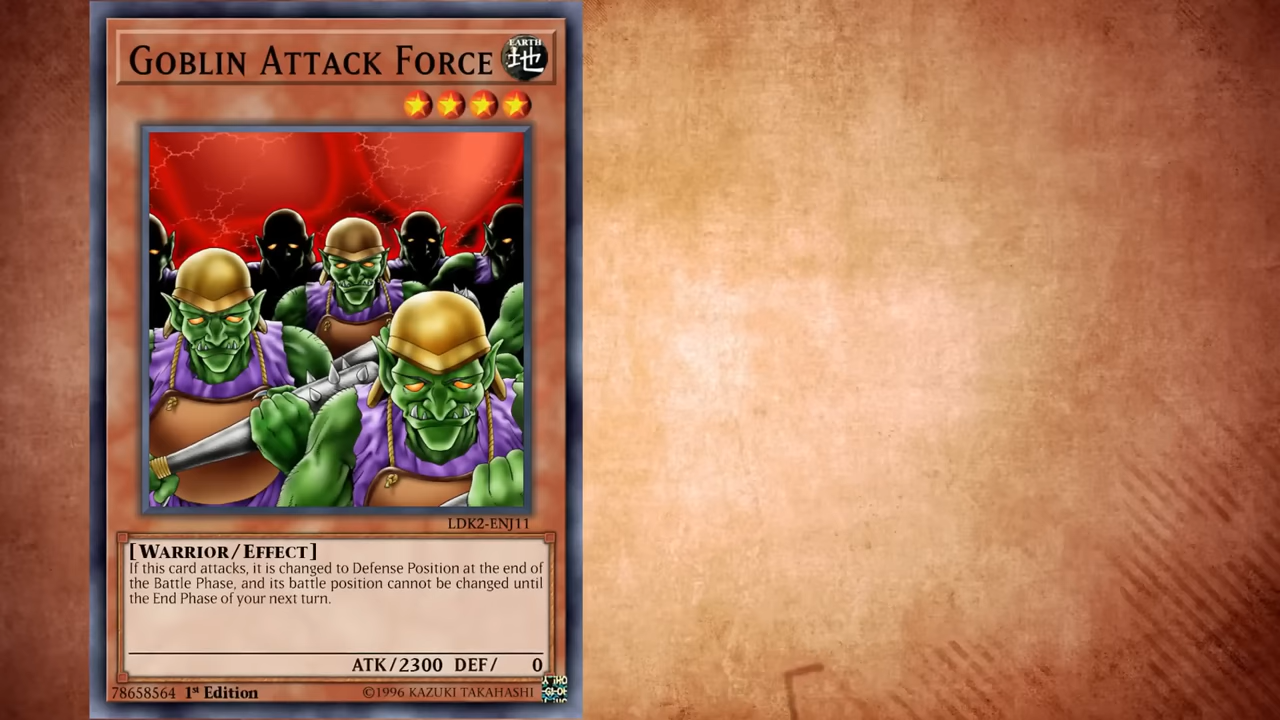 Goblin Attack Force
EARTH
地
LDK2-ENJ11
[Warrior/Effect]
If this card attacks, it is changed to Defense Position at the end of
the Battle Phase, and its battle position cannot be changed until
the End Phase of your next turn.
ATK/2300 DEF/ 0
78658564 1st Edition ©1996 KAZUKI TAKAHASHI